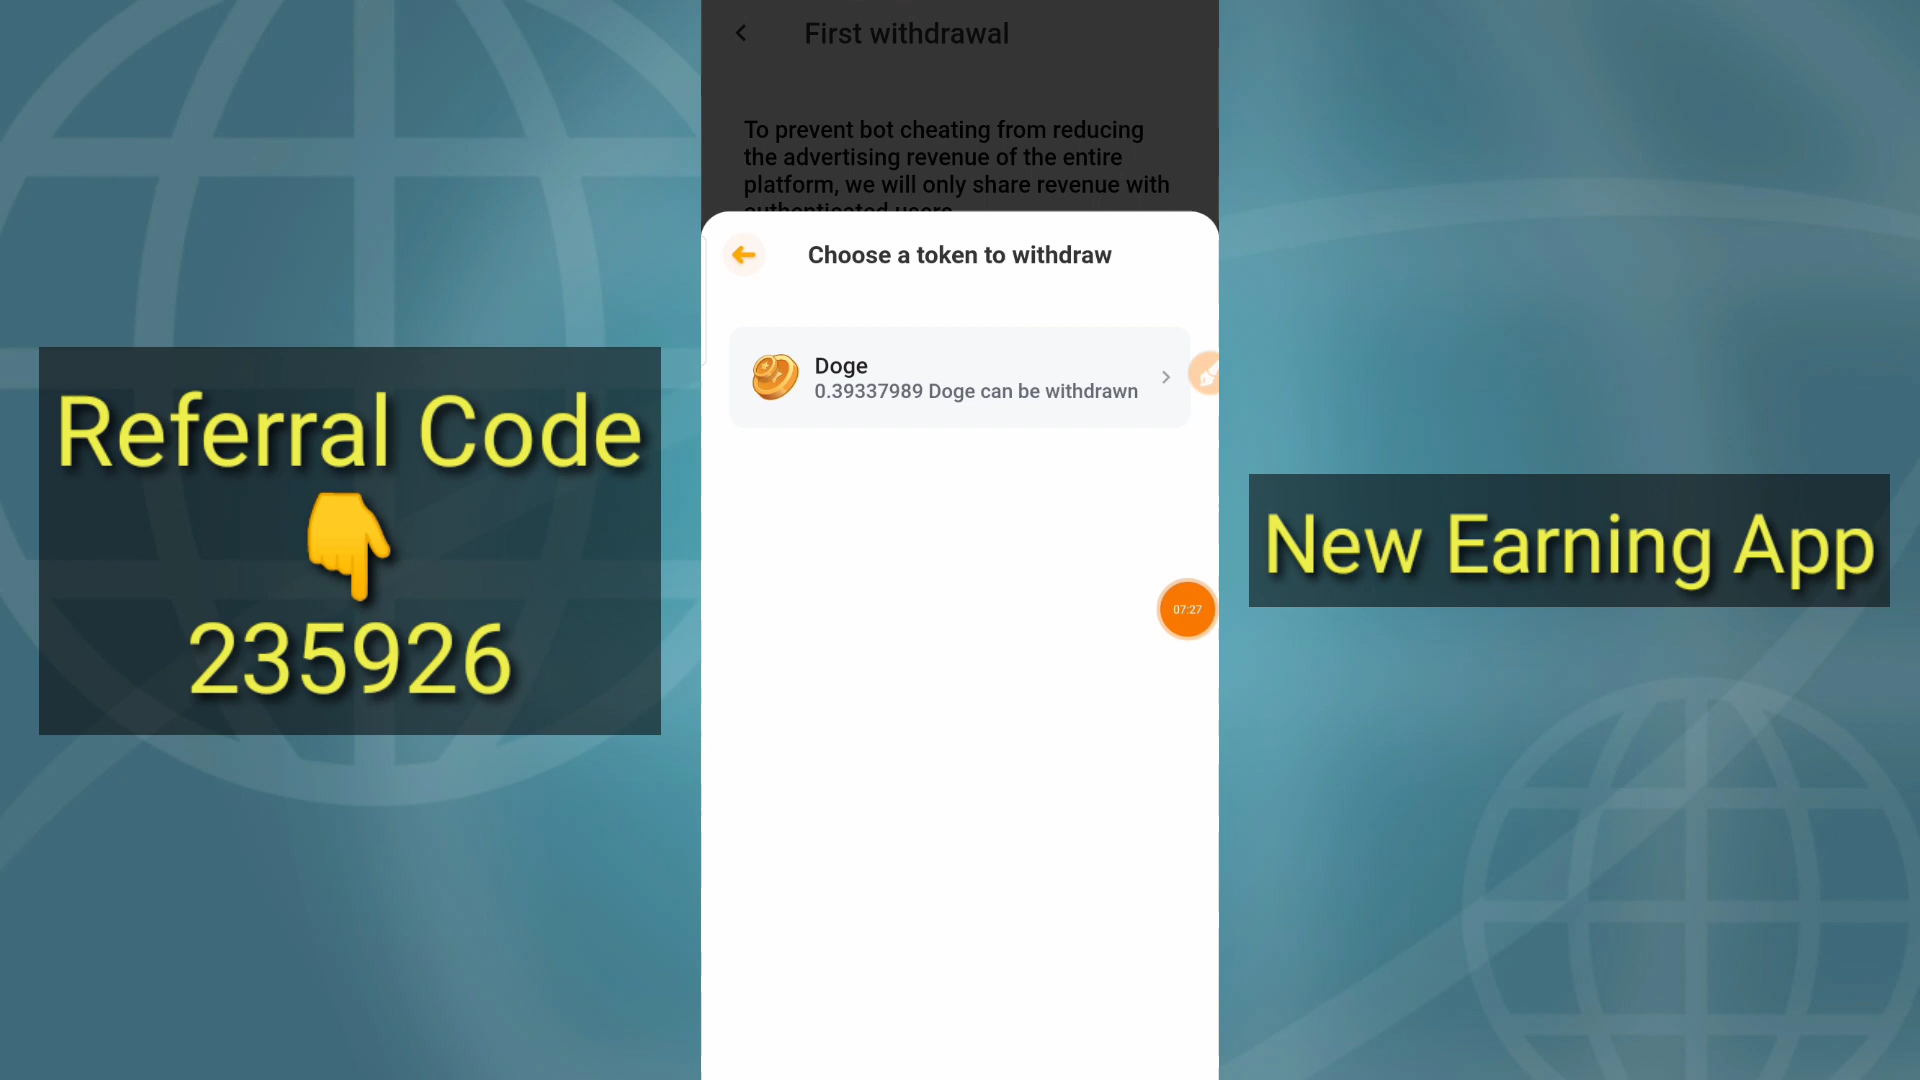 First withdrawal
To prevent bot cheating from reducing
the advertising revenue of the entire
platform, we will only share revenue with
authenticated users
Choose a token to withdraw
Doge
0.39337989 Doge can be withdrawn
07:27
Referral Code
👇
235926
New Earning App